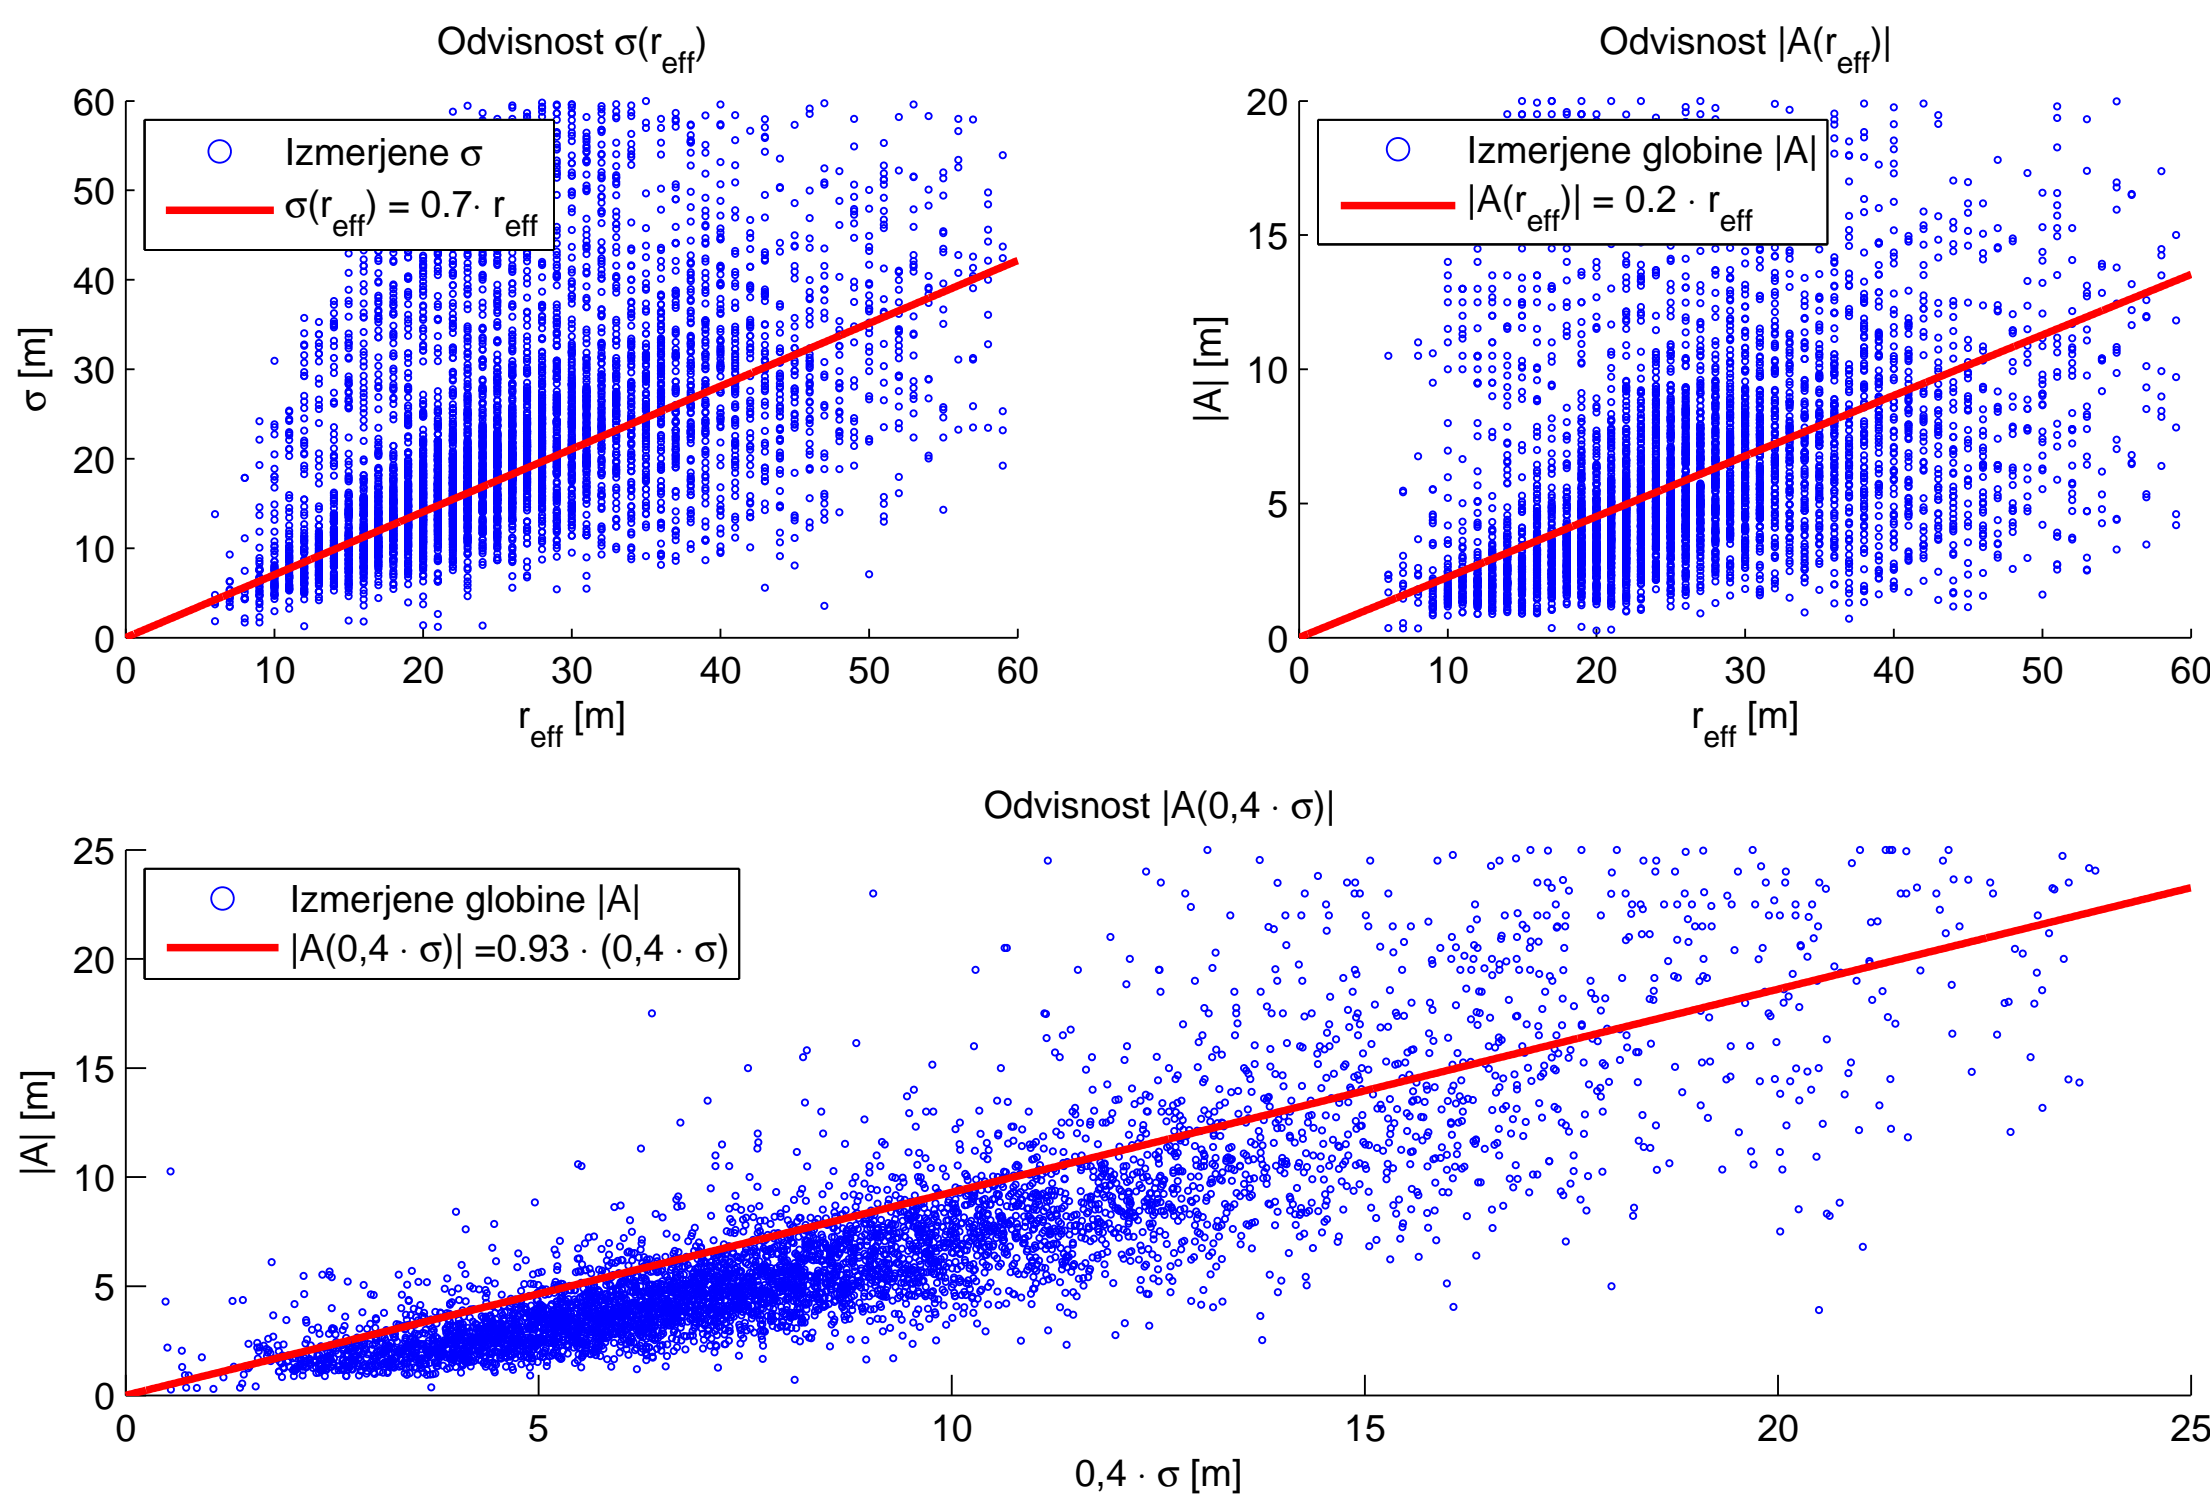 Odvisnost σ(r_eff)
60
50
40
30
20
10
0
σ [m]
Izmerjene σ
σ(r_eff) = 0.7· r_eff
0 10 20 30 40 50 60
r_eff [m]
Odvisnost |A(r_eff)|
20
15
10
5
0
|A| [m]
Izmerjene globine |A|
|A(r_eff)| = 0.2 · r_eff
0 10 20 30 40 50 60
r_eff [m]
Odvisnost |A(0,4 · σ)|
25
20
15
10
5
0
|A| [m]
Izmerjene globine |A|
|A(0,4 · σ)| =0.93 · (0,4 · σ)
0 5 10 15 20 25
0,4 · σ [m]